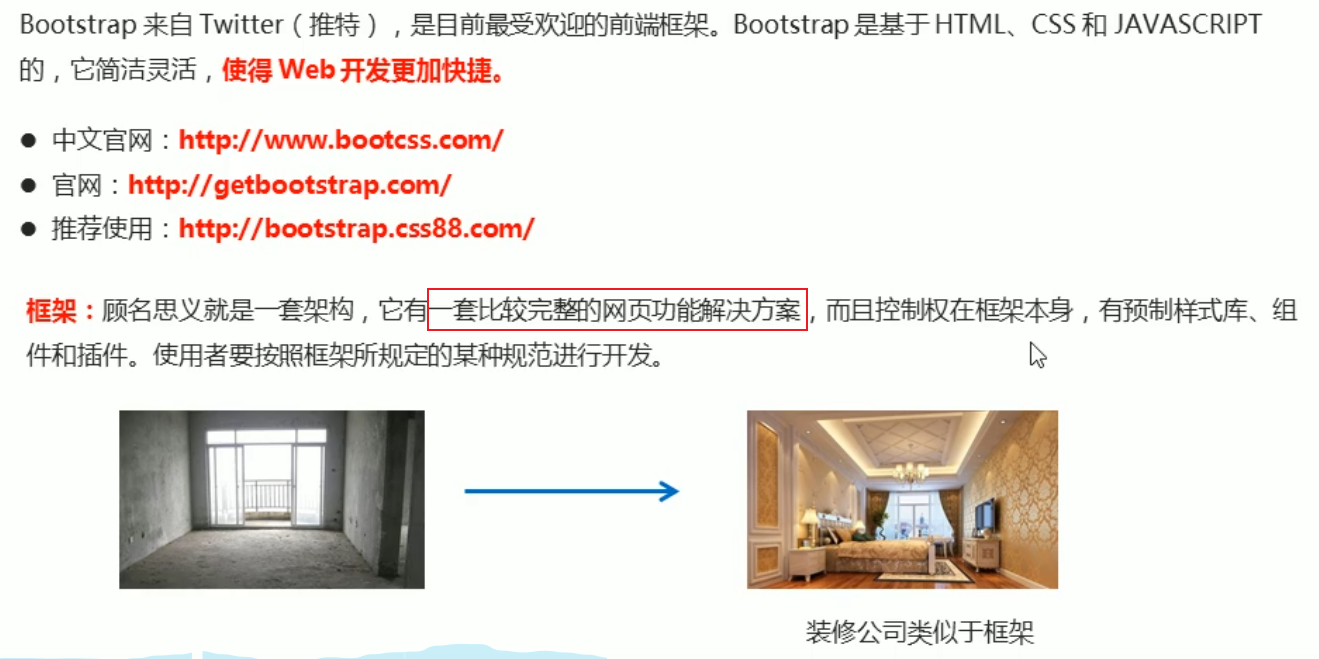 Bootstrap 来自 Twitter（推特），是目前最受欢迎的前端框架。Bootstrap 是基于 HTML、CSS 和 JAVASCRIPT
的，它简洁灵活，使得 Web 开发更加快捷。
● 中文官网：http://www.bootcss.com/
● 官网：http://getbootstrap.com/
● 推荐使用：http://bootstrap.css88.com/
框架：顾名思义就是一套架构，它有一套比较完整的网页功能解决方案，而且控制权在框架本身，有预制样式库、组
件和插件。使用者要按照框架所规定的某种规范进行开发。
装修公司类似于框架